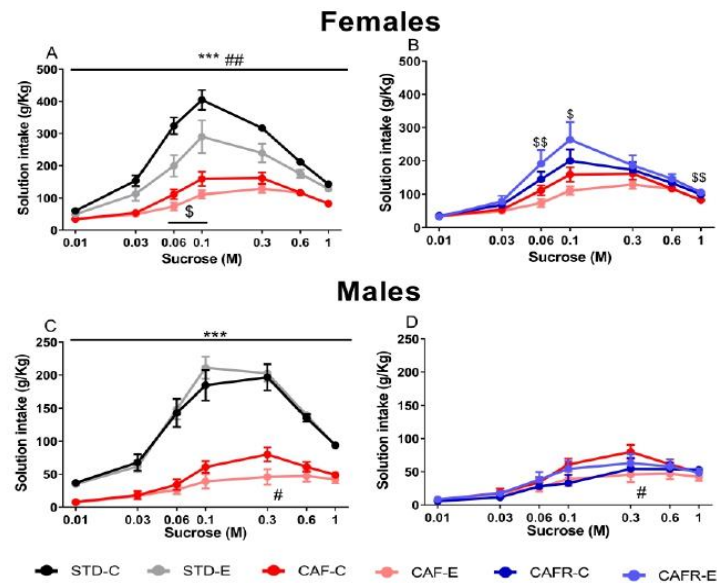 Females
A
*** ##
Solution intake (g/Kg)
500
400
300
200
100
0
$
0.01 0.03 0.06 0.1 0.3 0.6 1
Sucrose (M)
B
Solution intake (g/Kg)
500
400
300
200
100
0
$$ $ $$
0.01 0.03 0.06 0.1 0.3 0.6 1
Sucrose (M)
Males
C
***
Solution intake (g/Kg)
250
200
150
100
50
0
#
0.01 0.03 0.06 0.1 0.3 0.6 1
Sucrose (M)
D
Solution intake (g/Kg)
250
200
150
100
50
0
#
0.01 0.03 0.06 0.1 0.3 0.6 1
Sucrose (M)
STD-C STD-E CAF-C CAF-E CAFR-C CAFR-E